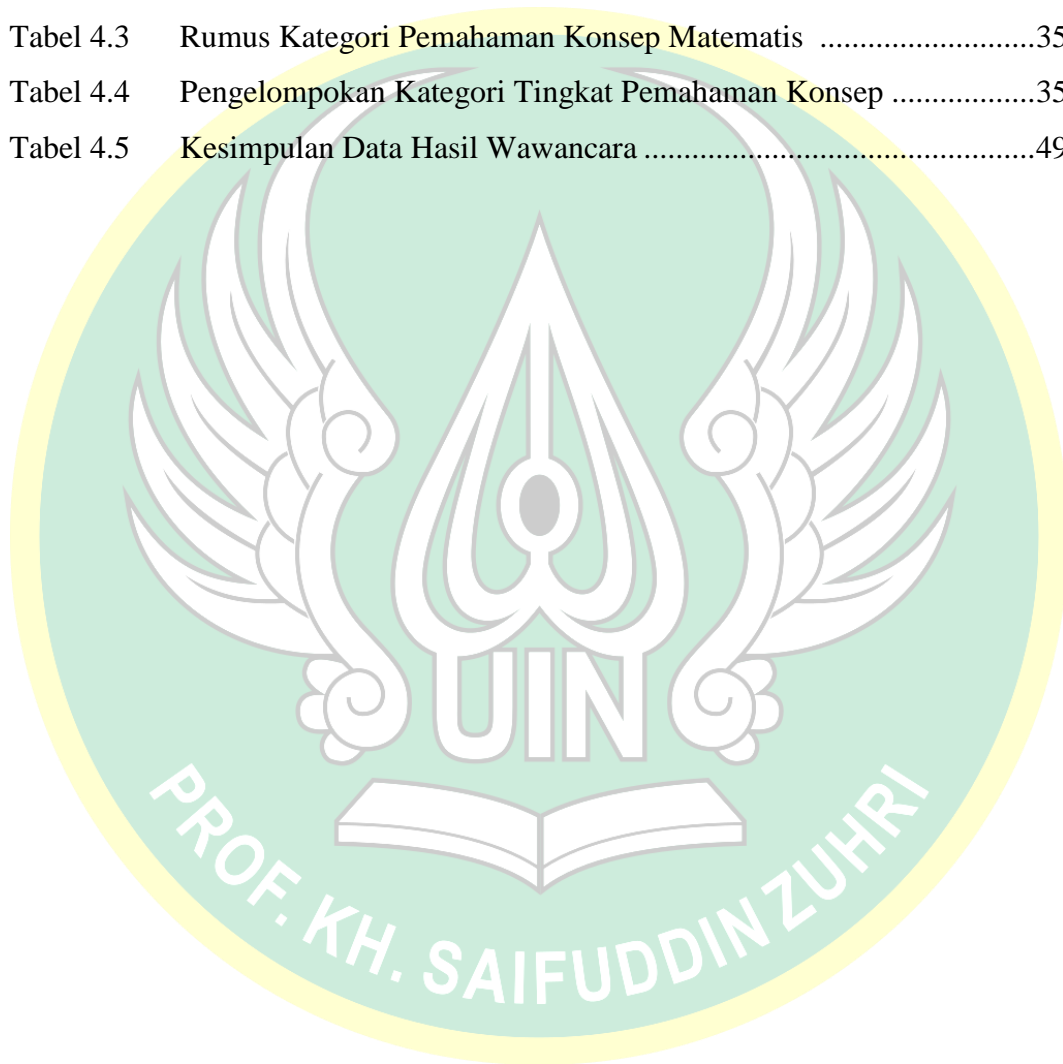 Tabel 4.3 Rumus Kategori Pemahaman Konsep Matematis ..........................35
Tabel 4.4 Pengelompokan Kategori Tingkat Pemahaman Konsep .................35
Tabel 4.5 Kesimpulan Data Hasil Wawancara ...............................................49
UIN
PROF. KH. SAIFUDDIN ZUHRI